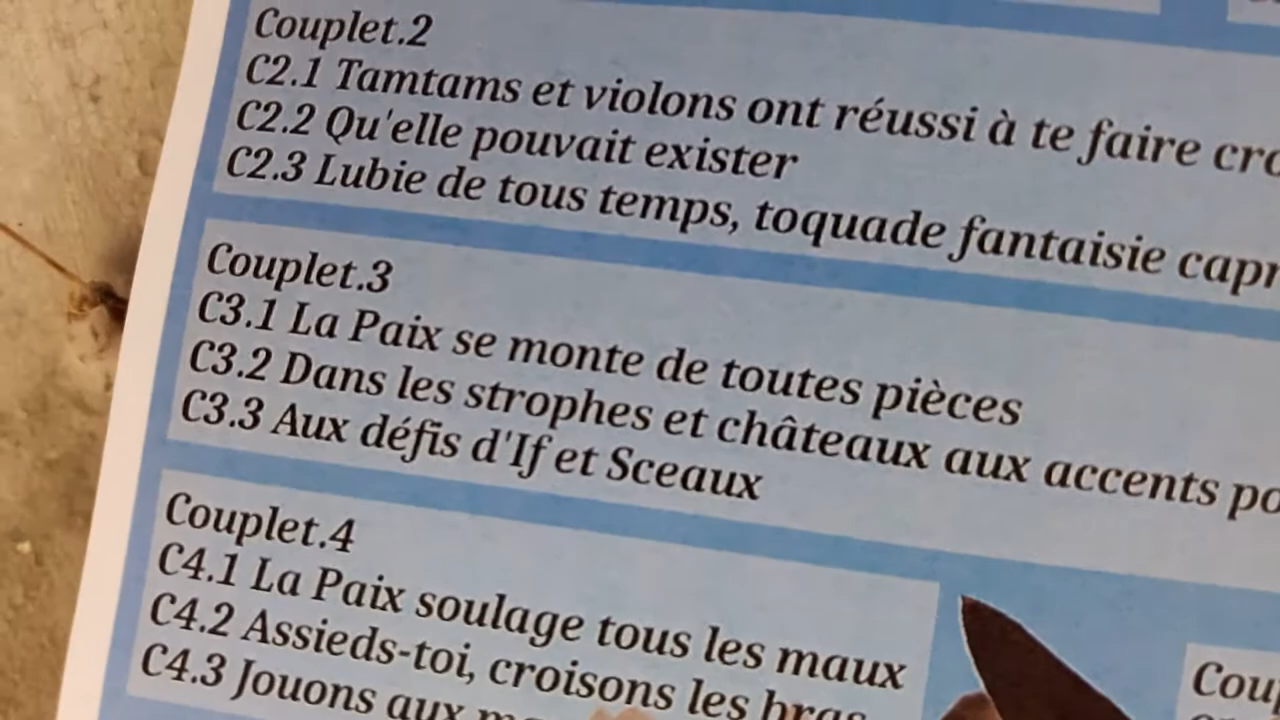 Couplet.2
C2.1 Tamtams et violons ont réussi à te faire
C2.2 Qu'elle pouvait exister
C2.3 Lubie de tous temps, toquade fantaisie
Couplet.3
C3.1 La Paix se monte de toutes pièces
C3.2 Dans les strophes et châteaux aux accents
C3.3 Aux défis d'If et Sceaux
Couplet.4
C4.1 La Paix soulage tous les maux
C4.2 Assieds-toi, croisons les bras
C4.3 Jouons aux